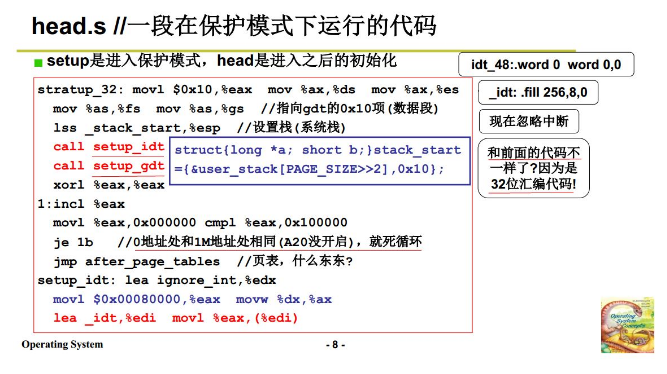 head.s //一段在保护模式下运行的代码
setup是进入保护模式，head是进入之后的初始化
idt_48:.word 0 word 0,0
_idt: .fill 256,8,0
现在忽略中断
和前面的代码不
一样了?因为是
32位汇编代码!
stratup_32: movl $0x10,%eax mov %ax,%ds mov %ax,%es
mov %as,%fs mov %as,%gs //指向gdt的0x10项(数据段)
lss _stack_start,%esp //设置栈(系统栈)
call setup_idt
call setup_gdt
struct{long *a; short b;}stack_start
={&user_stack[PAGE_SIZE>>2],0x10};
xorl %eax,%eax
1:incl %eax
movl %eax,0x000000 cmpl %eax,0x100000
je 1b //0地址处和1M地址处相同(A20没开启)，就死循环
jmp after_page_tables //页表，什么东东?
setup_idt: lea ignore_int,%edx
movl $0x00080000,%eax movw %dx,%ax
lea _idt,%edi movl %eax,(%edi)
Operating System
- 8 -
Operating
System
Concepts